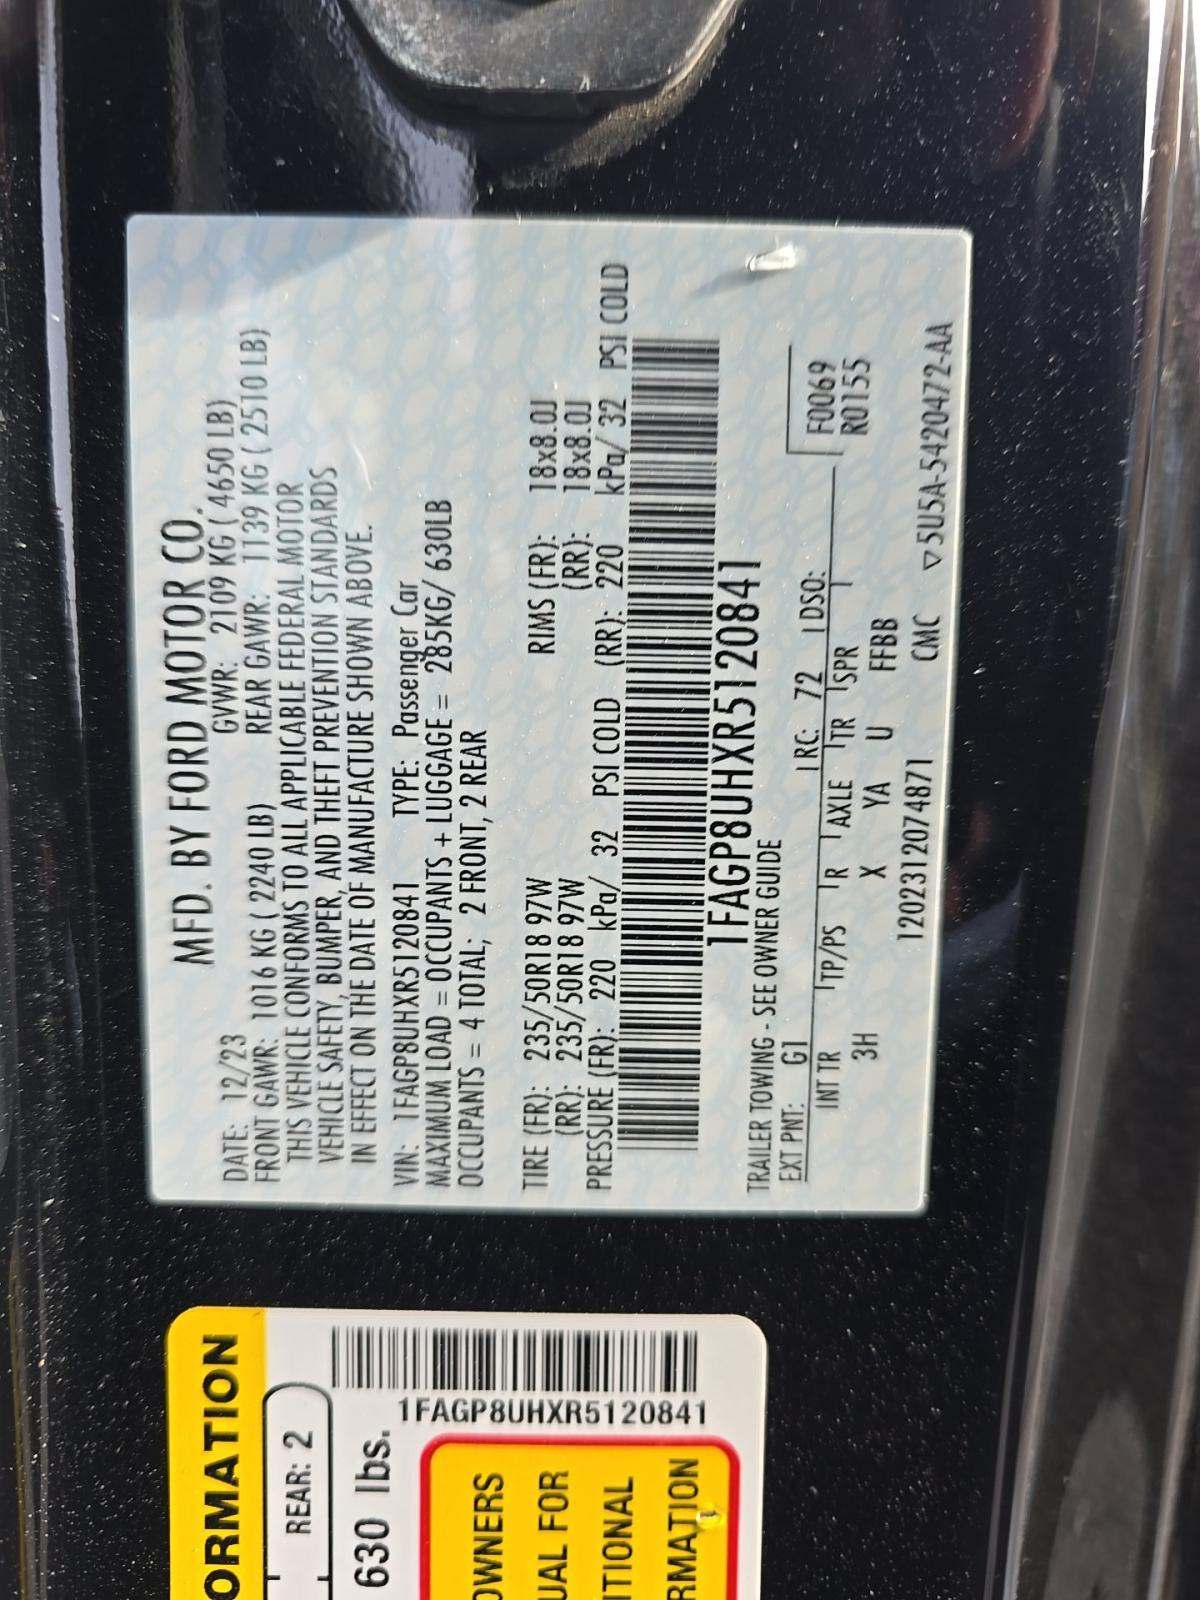 MFD. BY FORD MOTOR CO.
DATE: 12/23 GVWR: 2109 KG ( 4650 LB)
FRONT GAWR: 1016 KG ( 2240 LB) REAR GAWR: 1139 KG ( 2510 LB)
THIS VEHICLE CONFORMS TO ALL APPLICABLE FEDERAL MOTOR
VEHICLE SAFETY, BUMPER, AND THEFT PREVENTION STANDARDS
IN EFFECT ON THE DATE OF MANUFACTURE SHOWN ABOVE.
VIN: 1FAGP8UHXR5120841 TYPE: Passenger Car
MAXIMUM LOAD = OCCUPANTS + LUGGAGE = 285KG/ 630LB
OCCUPANTS = 4 TOTAL; 2 FRONT, 2 REAR
TIRE (FR): 235/50R18 97W RIMS (FR): 18x8.0J
(RR): 235/50R18 97W (RR): 18x8.0J
PRESSURE (FR): 220 kPa/ 32 PSI COLD (RR): 220 kPa/ 32 PSI COLD
1FAGP8UHXR5120841
TRAILER TOWING - SEE OWNER GUIDE
EXT PNT: G1 RC: 72 DSO:
F0069
R0155
INT TR TP/PS R AXLE TR SPR
3H X YA U FFBB
1202312074871 CMC ▽5U5A-5420472-AA
ORMATION
REAR: 2
630 lbs.
1FAGP8UHXR5120841
OWNERS
UAL FOR
ITIONAL
RMATION